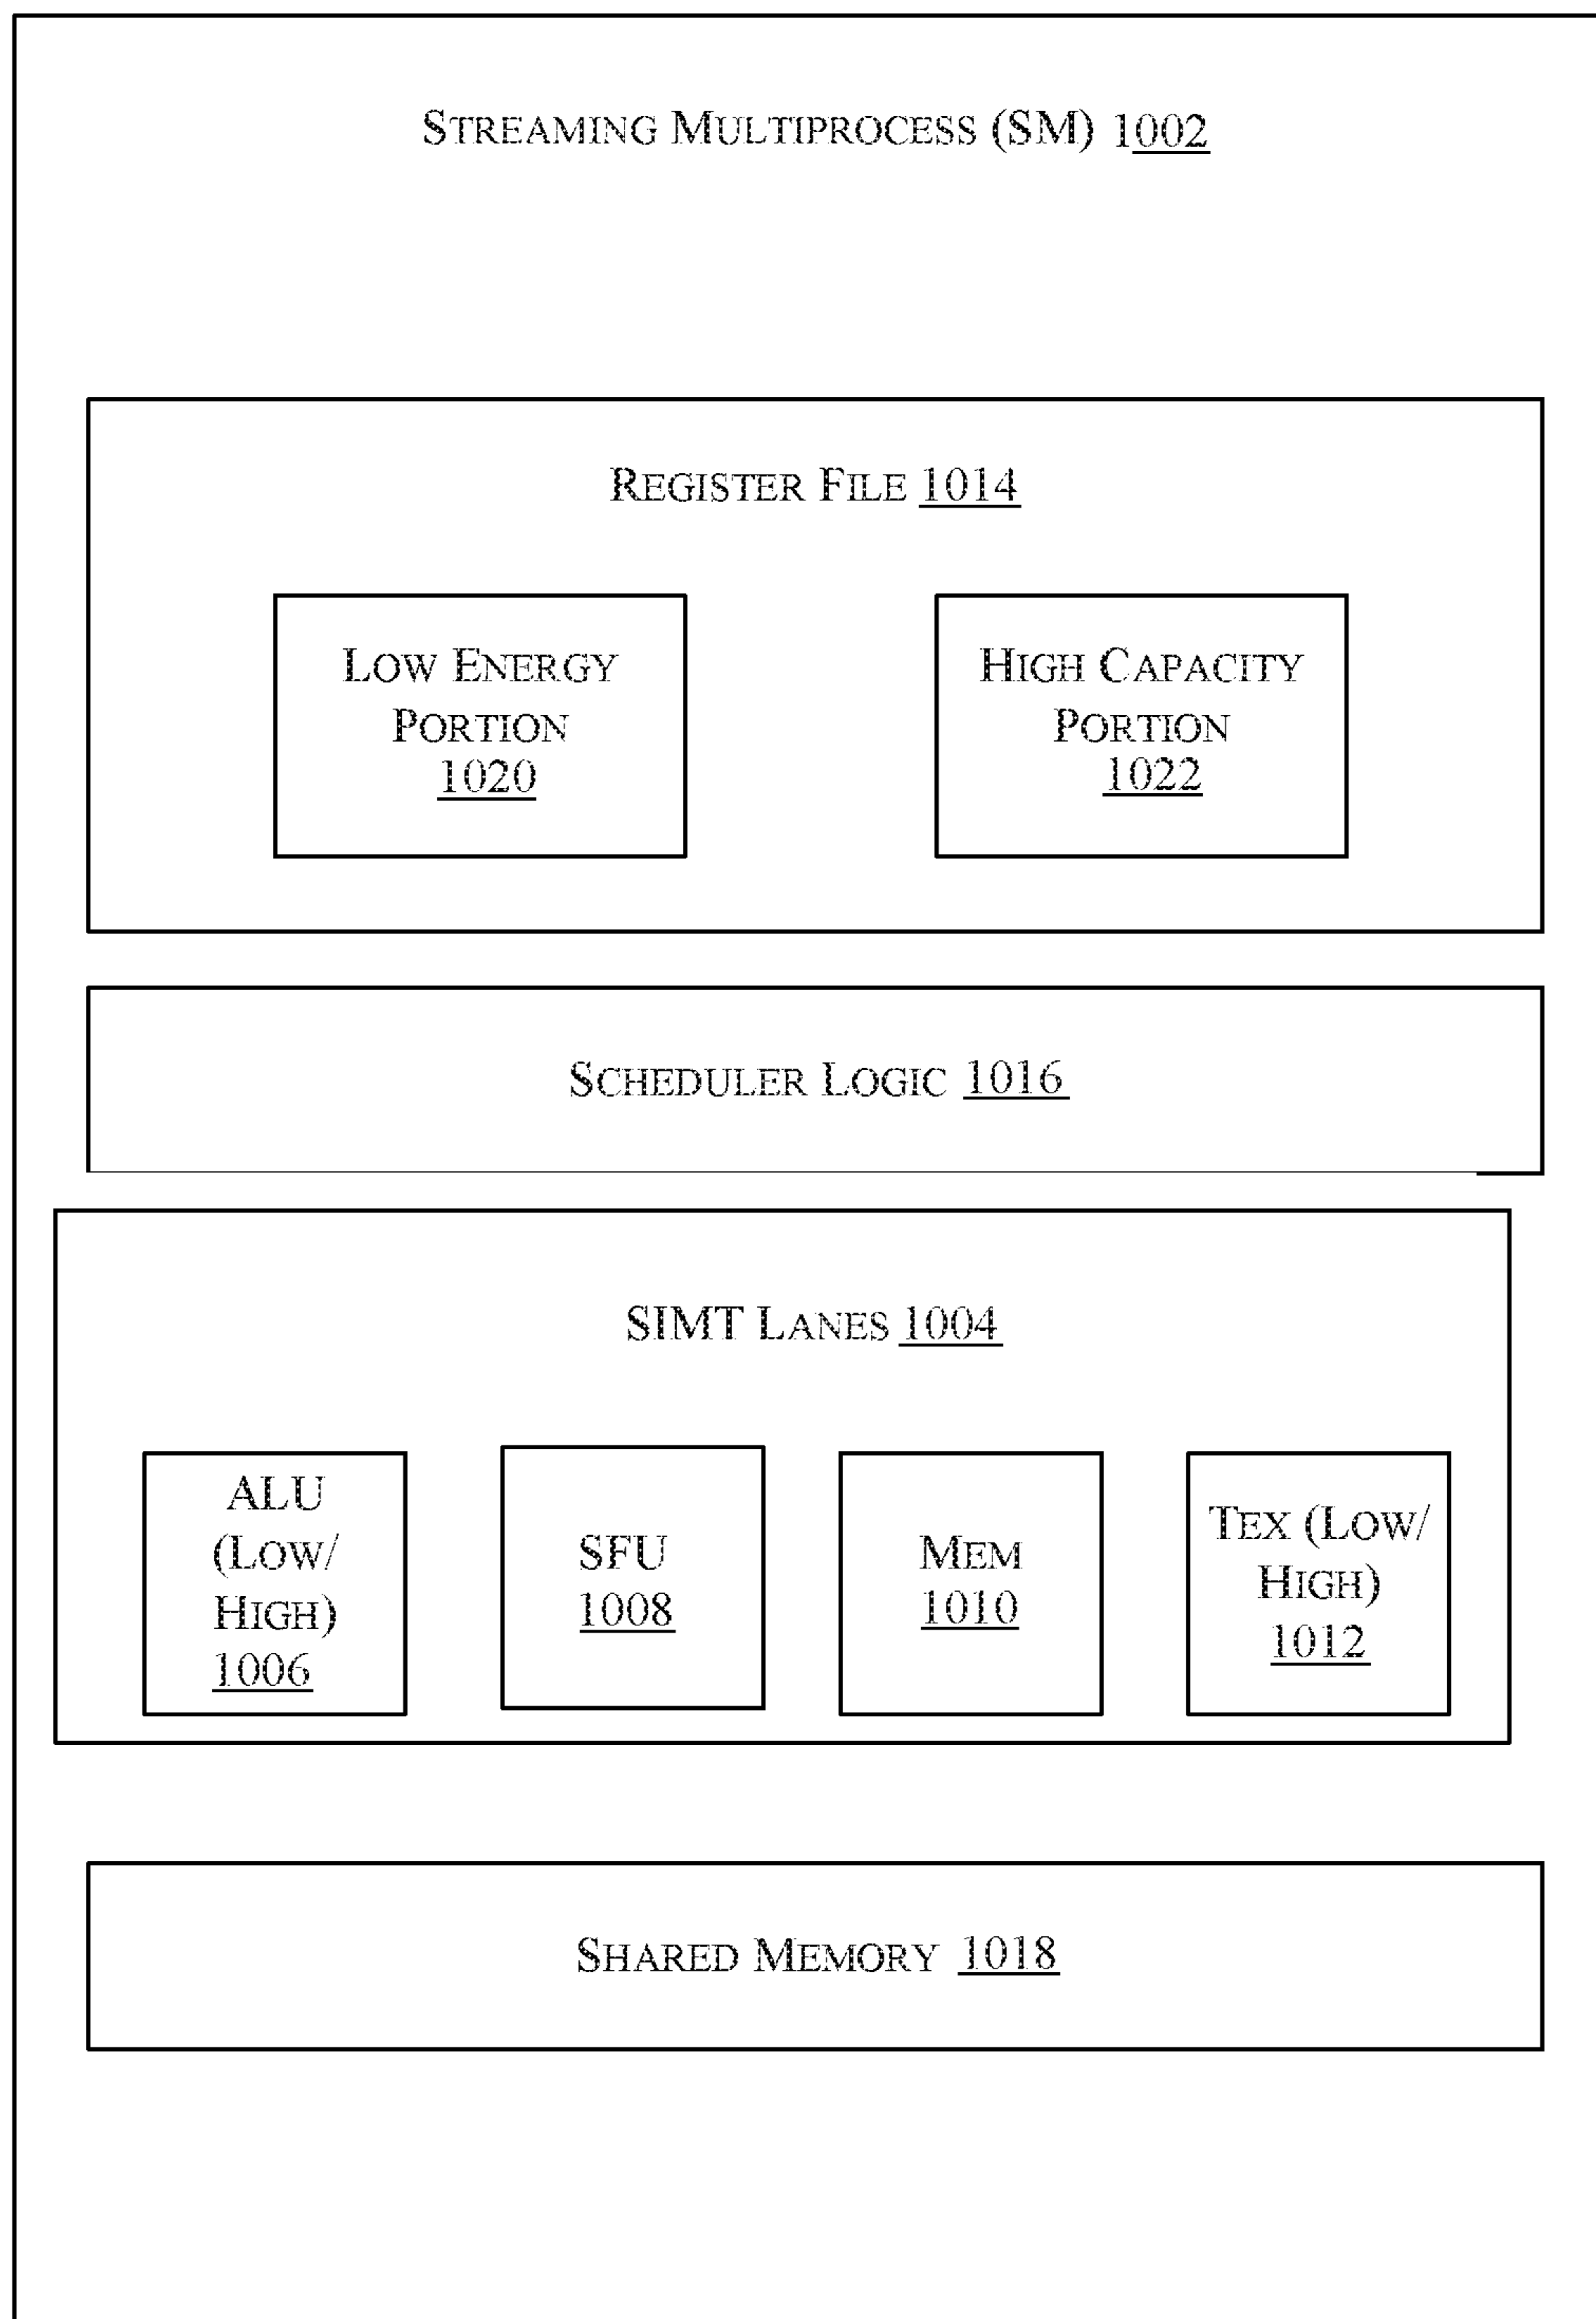 STREAMING MULTIPROCESS (SM) 1002
REGISTER FILE 1014
LOW ENERGY
PORTION
1020
HIGH CAPACITY
PORTION
1022
SCHEDULER LOGIC 1016
SIMT LANES 1004
ALU
(LOW/
HIGH)
1006
SFU
1008
MEM
1010
TEX (LOW/
HIGH)
1012
SHARED MEMORY 1018